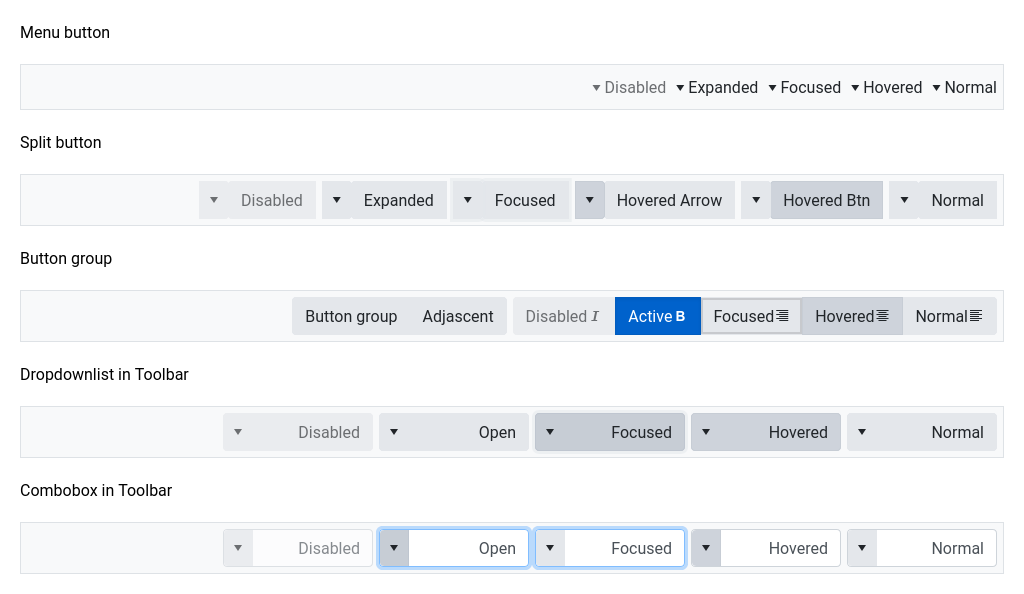 Menu button
Disabled Expanded Focused Hovered Normal
Split button
Disabled Expanded Focused Hovered Arrow Hovered Btn Normal
Button group
Button group Adjascent Disabled I Active B Focused Hovered Normal
Dropdownlist in Toolbar
Disabled Open Focused Hovered Normal
Combobox in Toolbar
Disabled Open Focused Hovered Normal